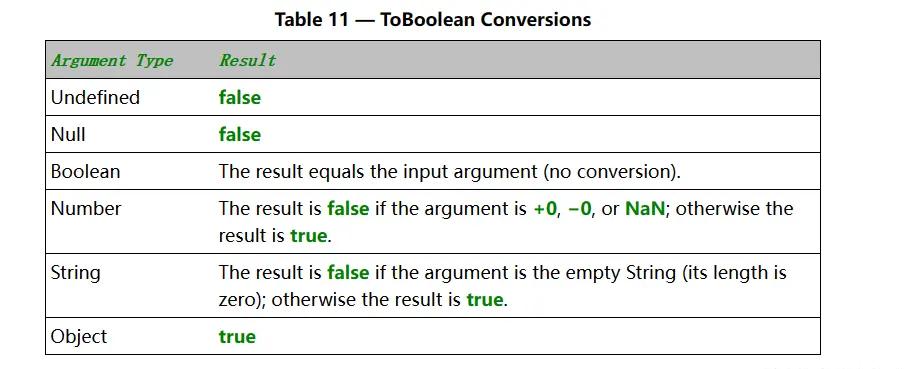 Table 11 — ToBoolean Conversions
Argument Type Result
Undefined false
Null false
Boolean The result equals the input argument (no conversion).
Number The result is false if the argument is +0, −0, or NaN; otherwise the
result is true.
String The result is false if the argument is the empty String (its length is
zero); otherwise the result is true.
Object true